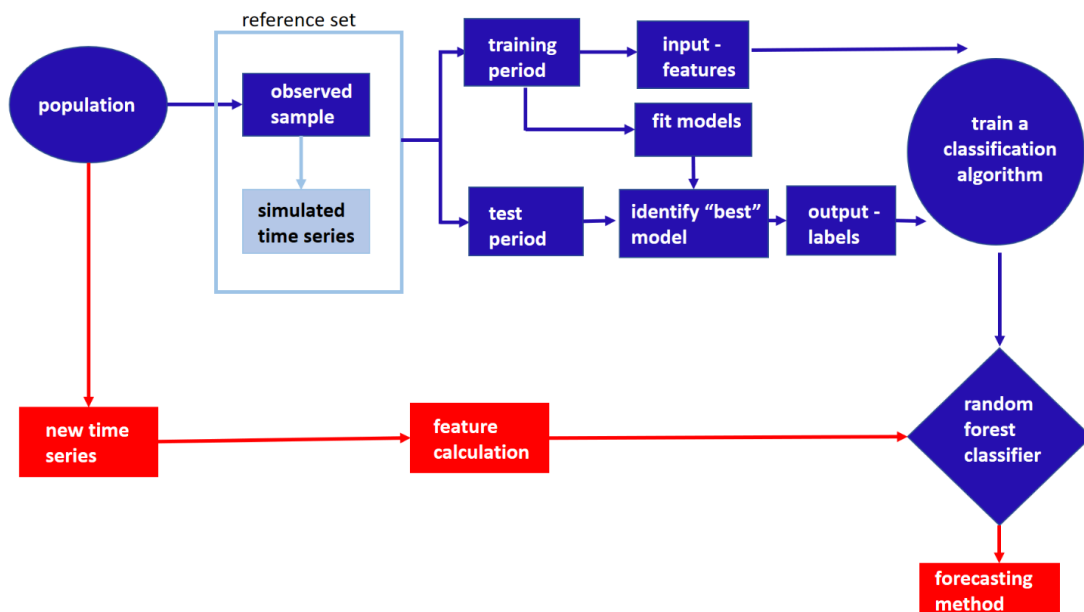 reference set
population
observed
sample
simulated
time series
training
period
input -
features
fit models
test
period
identify “best”
model
output -
labels
train a
classification
algorithm
new time
series
feature
calculation
random
forest
classifier
forecasting
method